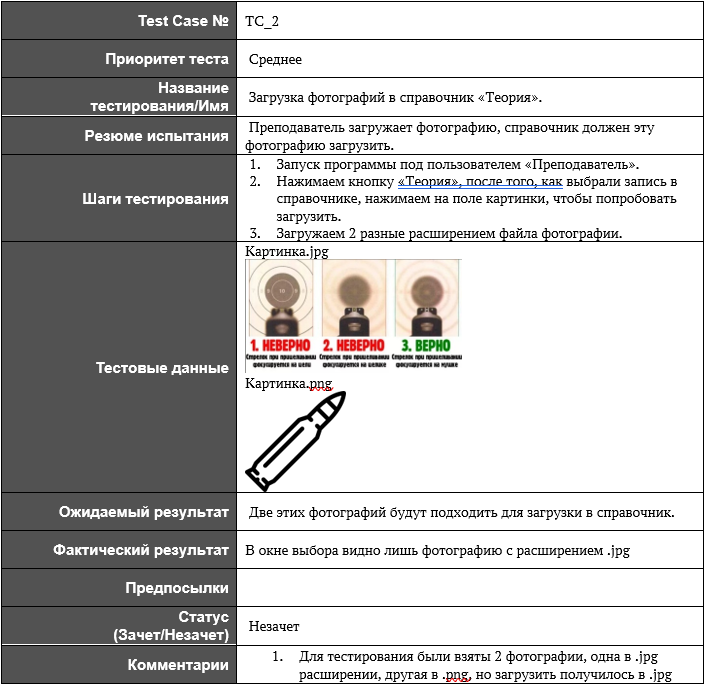 Test Case № TC_2
Приоритет теста Среднее
Название
тестирования/Имя Загрузка фотографий в справочник «Теория».
Резюме испытания Преподаватель загружает фотографию, справочник должен эту
фотографию загрузить.
Шаги тестирования
1. Запуск программы под пользователем «Преподаватель».
2. Нажимаем кнопку «Теория», после того, как выбрали запись в
справочнике, нажимаем на поле картинки, чтобы попробовать
загрузить.
3. Загружаем 2 разные расширением файла фотографии.
Тестовые данные
Картинка.jpg
1. НЕВЕРНО 2. НЕВЕРНО 3. ВЕРНО
Стрелок при прицеливании Стрелок при прицеливании Стрелок при прицеливании
фокусируется на цели фокусируется на целике фокусируется на мушке
Картинка.png
Ожидаемый результат Две этих фотографий будут подходить для загрузки в справочник.
Фактический результат В окне выбора видно лишь фотографию с расширением .jpg
Предпосылки
Статус
(Зачет/Незачет) Незачет
Комментарии
1. Для тестирования были взяты 2 фотографии, одна в .jpg
расширении, другая в .png, но загрузить получилось в .jpg